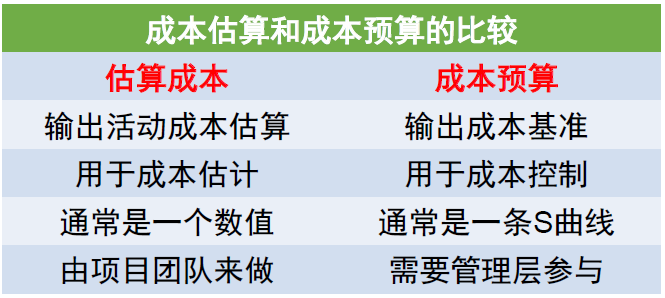 成本估算和成本预算的比较
估算成本 成本预算
输出活动成本估算 输出成本基准
用于成本估计 用于成本控制
通常是一个数值 通常是一条S曲线
由项目团队来做 需要管理层参与